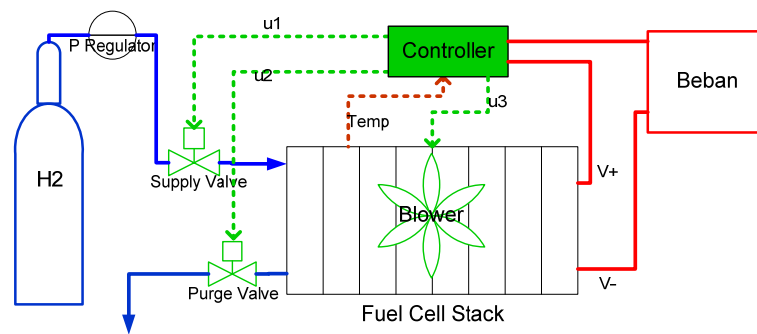 u1
P Regulator
Controller
u2
Beban
u3
Temp
H2
Supply Valve
V+
Blower
Purge Valve
V-
Fuel Cell Stack